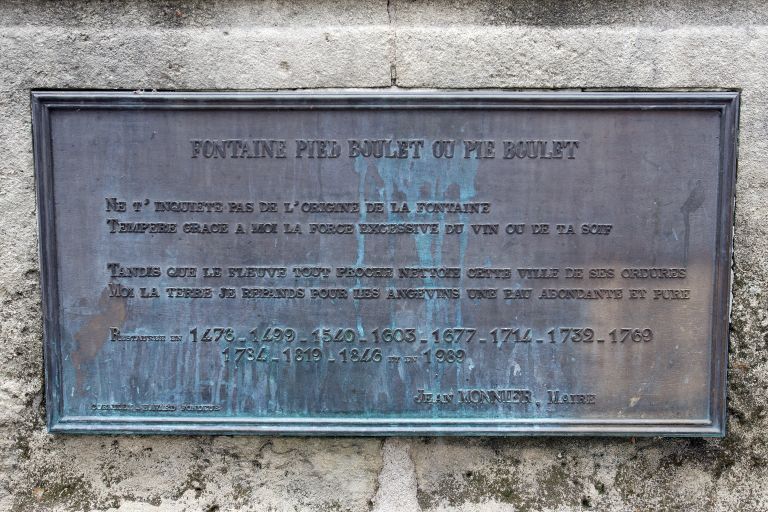 FONTAINE PIED BOULET OU PIE BOULET
NE T' INQUIETE PAS DE L'ORIGINE DE LA FONTAINE
TEMPERE GRACE A MOI LA FORCE EXCESSIVE DU VIN OU DE TA SOIF
TANDIS QUE LE FLEUVE TOUT PROCHE NETTOIE CETTE VILLE DE SES ORDURES
MOI LA TERRE JE REPANDS POUR LES ANGEVINS UNE EAU ABONDANTE ET PURE
RESTAUREE EN 1476 - 1499 - 1540 - 1603 - 1677 - 1714 - 1732 - 1769
1784 - 1819 - 1846 ET EN 1989
JEAN MONNIER . MAIRE